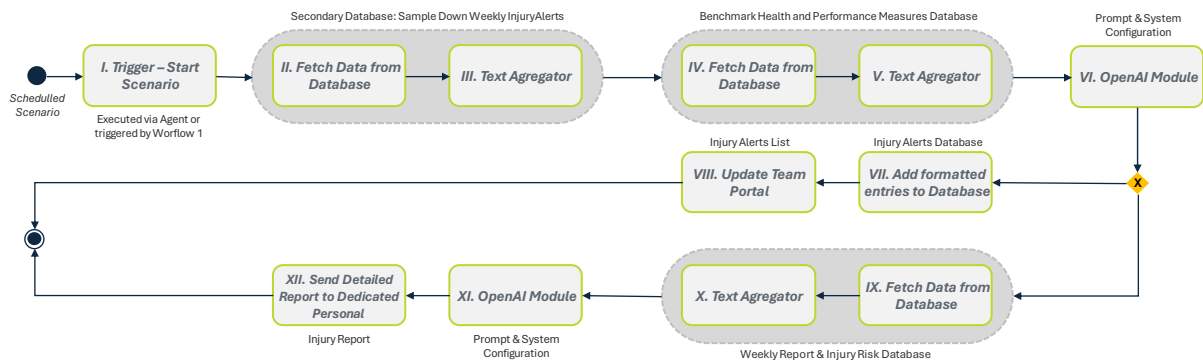 Secondary Database: Sample Down Weekly InjuryAlerts
Benchmark Health and Performance Measures Database
Prompt & System
Configuration
I. Trigger – Start
Scenario
II. Fetch Data from
Database
III. Text Agregator
IV. Fetch Data from
Database
V. Text Agregator
VI. OpenAI Module
Schedulled
Scenario
Executed via Agent or
triggered by Worflow 1
Injury Alerts List
Injury Alerts Database
VIII. Update Team
Portal
VII. Add formatted
entries to Database
X
XII. Send Detailed
Report to Dedicated
Personal
XI. OpenAI Module
X. Text Agregator
IX. Fetch Data from
Database
Injury Report
Prompt & System
Configuration
Weekly Report & Injury Risk Database